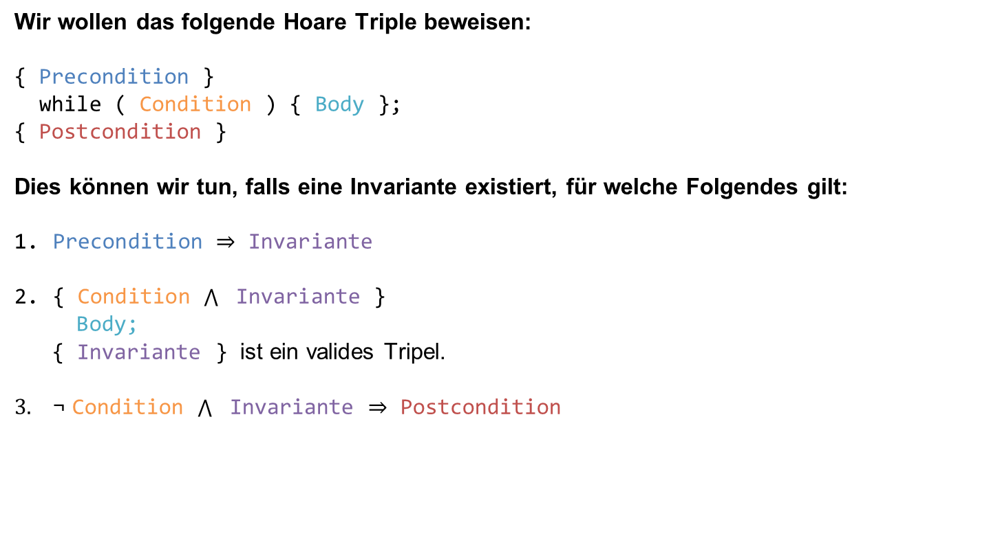 Wir wollen das folgende Hoare Triple beweisen:
{ Precondition }
while ( Condition ) { Body };
{ Postcondition }
Dies können wir tun, falls eine Invariante existiert, für welche Folgendes gilt:
1. Precondition ⇒ Invariante
2. { Condition ⋀ Invariante }
Body;
{ Invariante } ist ein valides Tripel.
3. ¬ Condition ⋀ Invariante ⇒ Postcondition